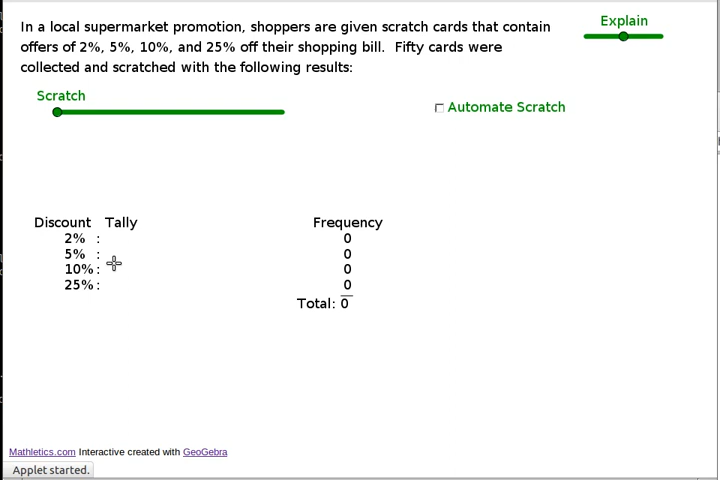 In a local supermarket promotion, shoppers are given scratch cards that contain
offers of 2%, 5%, 10%, and 25% off their shopping bill.  Fifty cards were
collected and scratched with the following results:
Explain
Scratch
Automate Scratch
Discount Tally Frequency
2% : 0
5% : 0
10% : 0
25% : 0
Total: 0
Mathletics.com Interactive created with GeoGebra
Applet started.